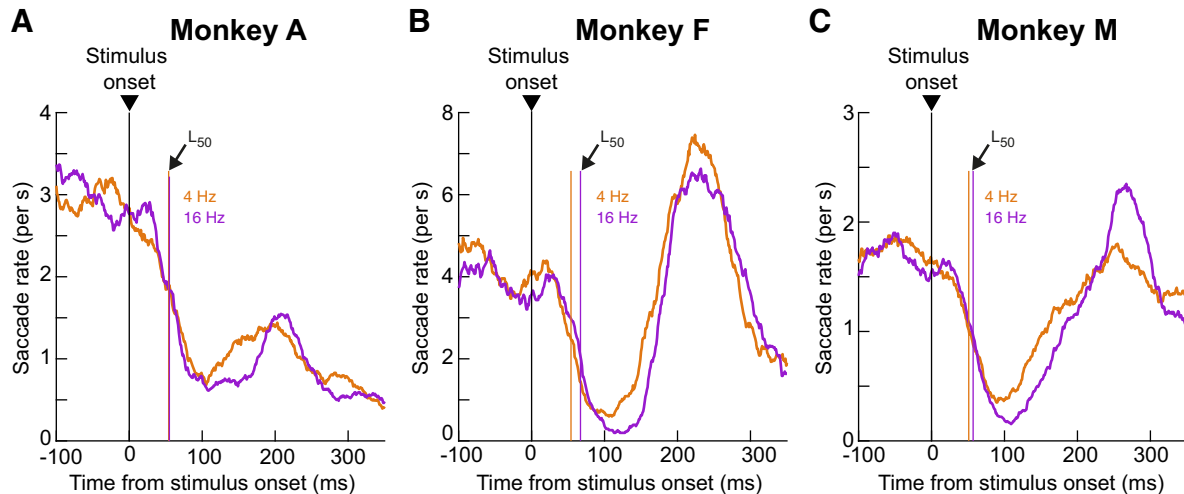 A
Monkey A
Stimulus
onset
L50
4 Hz
16 Hz
Saccade rate (per s)
4
3
2
1
0
-100
0
100
200
300
Time from stimulus onset (ms)
B
Monkey F
Stimulus
onset
L50
4 Hz
16 Hz
Saccade rate (per s)
8
6
4
2
0
-100
0
100
200
300
Time from stimulus onset (ms)
C
Monkey M
Stimulus
onset
L50
4 Hz
16 Hz
Saccade rate (per s)
3
2
1
0
-100
0
100
200
300
Time from stimulus onset (ms)